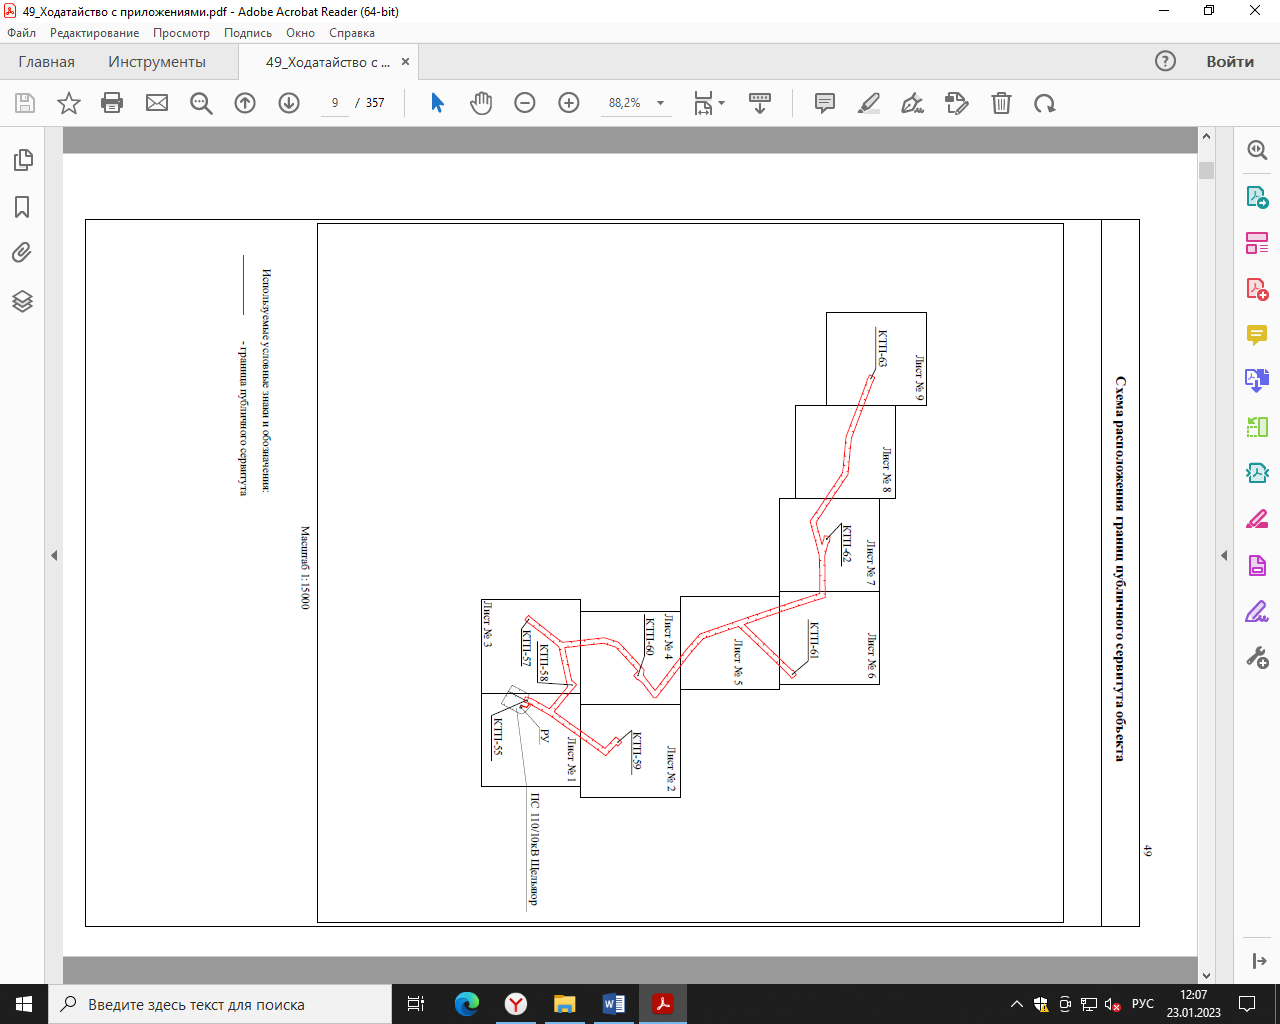 49_Ходатайство с приложениями.pdf - Adobe Acrobat Reader (64-bit)
Файл Редактирование Просмотр Подпись Окно Справка
Главная Инструменты 49_Ходатайство с ... × Войти
9 / 357 88,2%
49
Схема расположения границ публичного сервитута объекта
Лист № 9
КТП-63
Лист № 8
Лист № 7
КТП-62
Лист № 6
КТП-61
Лист № 5
Лист № 4
КТП-60
Лист № 3
КТП-57
КТП-58
Лист № 2
КТП-59
Лист № 1
РУ
КТП-55
ПС 110/10кВ Щельяюр
Масштаб 1:15000
Используемые условные знаки и обозначения:
- граница публичного сервитута
Введите здесь текст для поиска
РУС
12:07
23.01.2023